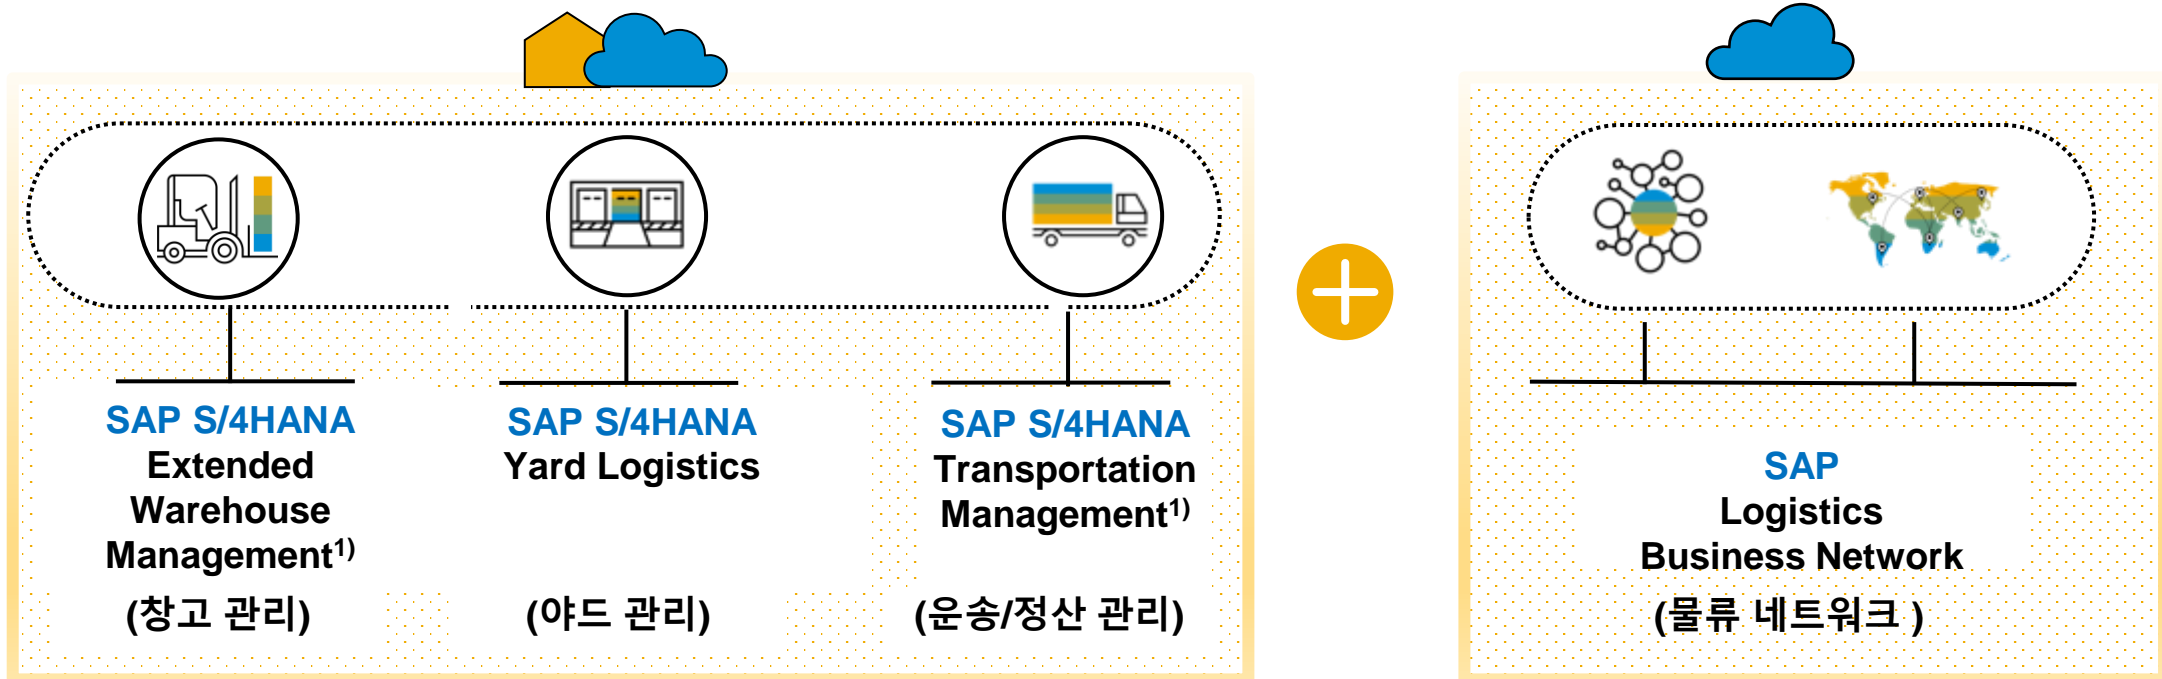 SAP S/4HANA
Extended
Warehouse
Management1)
(창고 관리)
SAP S/4HANA
Yard Logistics
(야드 관리)
SAP S/4HANA
Transportation
Management1)
(운송/정산 관리)
SAP
Logistics
Business Network
(물류 네트워크 )